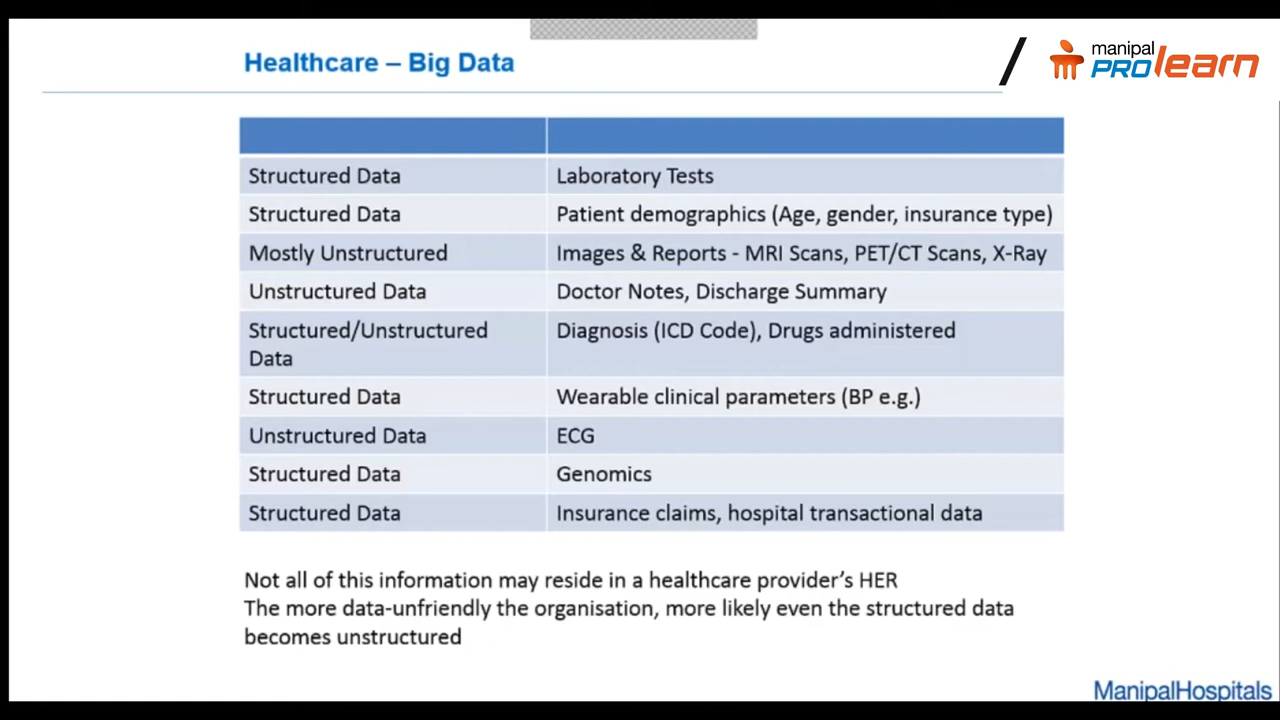 Healthcare – Big Data
manipal
PROlearn
Structured Data
Laboratory Tests
Structured Data
Patient demographics (Age, gender, insurance type)
Mostly Unstructured
Images & Reports - MRI Scans, PET/CT Scans, X-Ray
Unstructured Data
Doctor Notes, Discharge Summary
Structured/Unstructured
Data
Diagnosis (ICD Code), Drugs administered
Structured Data
Wearable clinical parameters (BP e.g.)
Unstructured Data
ECG
Structured Data
Genomics
Structured Data
Insurance claims, hospital transactional data
Not all of this information may reside in a healthcare provider’s HER
The more data-unfriendly the organisation, more likely even the structured data
becomes unstructured
ManipalHospitals